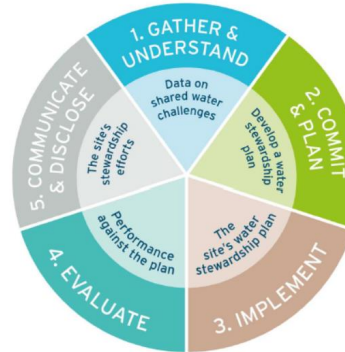 1. GATHER &
UNDERSTAND
Data on
shared water
challenges
2. COMMIT
& PLAN
Develop a water
stewardship
plan
3. IMPLEMENT
The
site's water
stewardship plan
4. EVALUATE
Performance
against the plan
5. COMMUNICATE
& DISCLOSE
The site's
stewardship
efforts